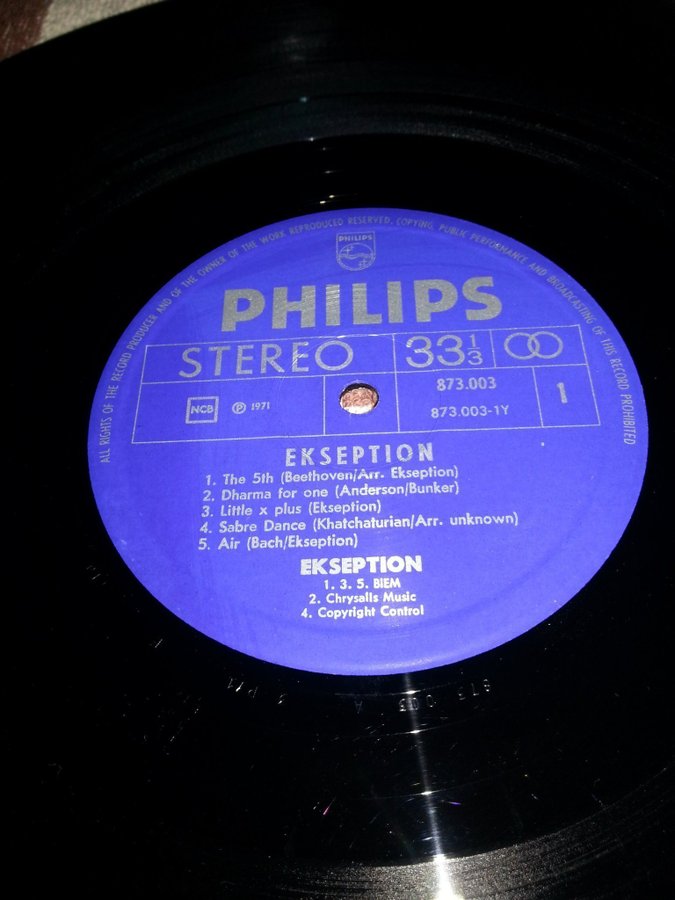 ALL RIGHTS OF THE RECORD PRODUCER AND OF THE OWNER OF THE WORK REPRODUCED RESERVED. COPYING, PUBLIC PERFORMANCE AND BROADCASTING OF THIS RECORD PROHIBITED
PHILIPS
PHILIPS
STEREO 33 1/3
NCB ℗ 1971 873.003 1
873.003-1Y
EKSEPTION
1. The 5th (Beethoven/Arr. Ekseption)
2. Dharma for one (Anderson/Bunker)
3. Little x plus (Ekseption)
4. Sabre Dance (Khatchaturian/Arr. unknown)
5. Air (Bach/Ekseption)
EKSEPTION
1. 3. 5. BIEM
2. Chrysalis Music
4. Copyright Control